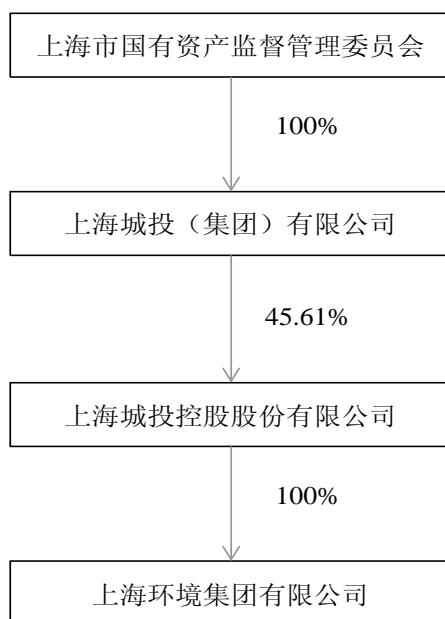 上海市国有资产监督管理委员会
100%
上海城投（集团）有限公司
45.61%
上海城投控股股份有限公司
100%
上海环境集团有限公司